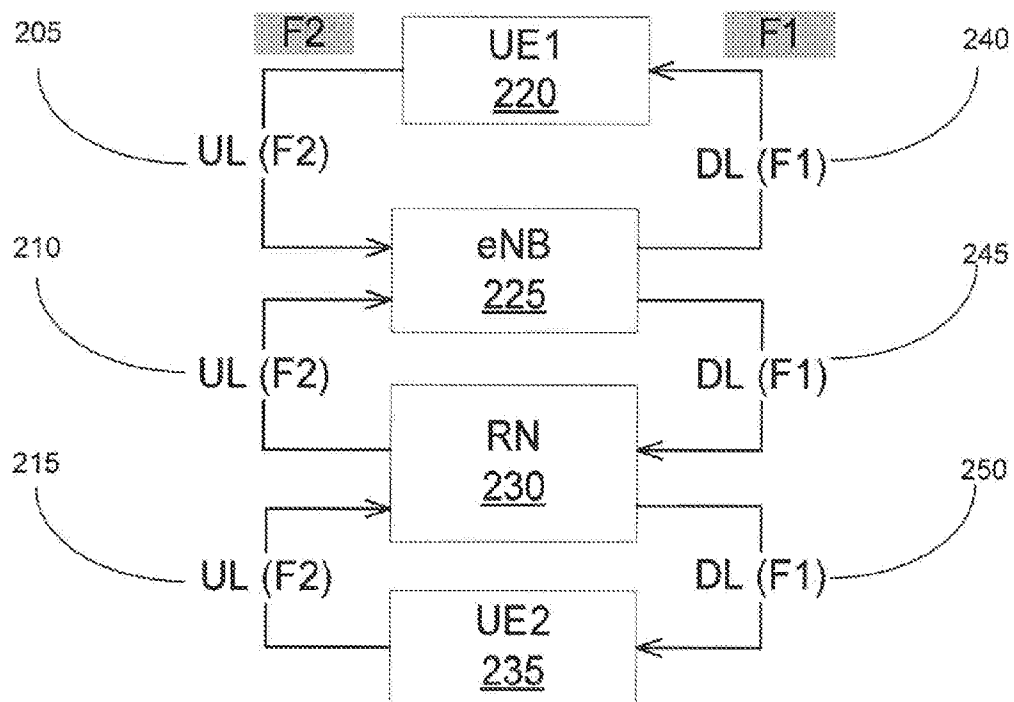 205
F2
UE1
F1
240
220
UL (F2)
DL (F1)
210
eNB
245
225
UL (F2)
DL (F1)
215
RN
250
230
UL (F2)
DL (F1)
UE2
235